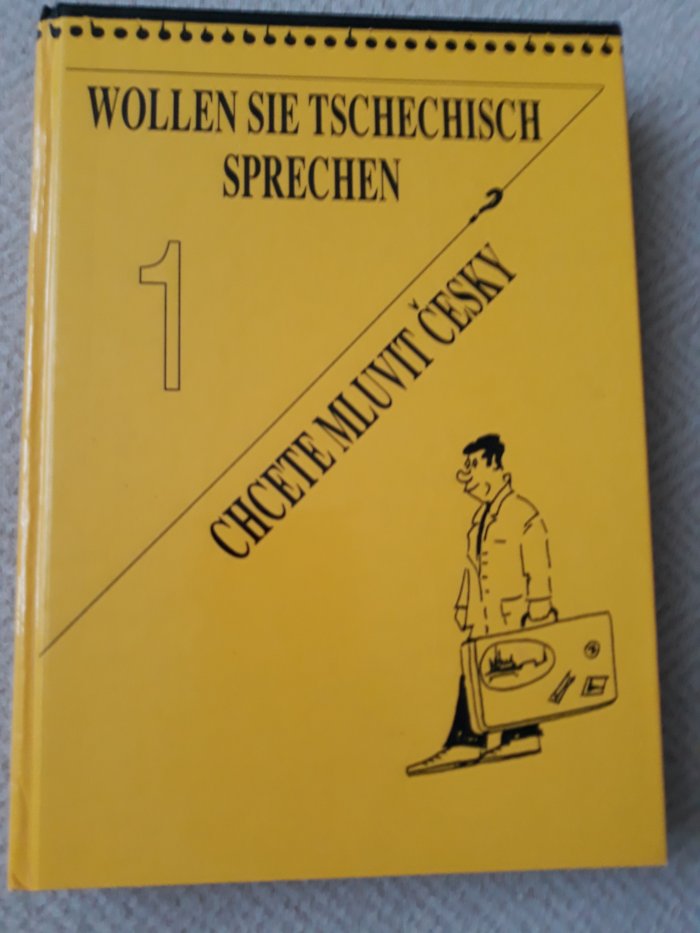 WOLLEN SIE TSCHECHISCH
SPRECHEN
?
1
CHCETE MLUVIT ČESKY